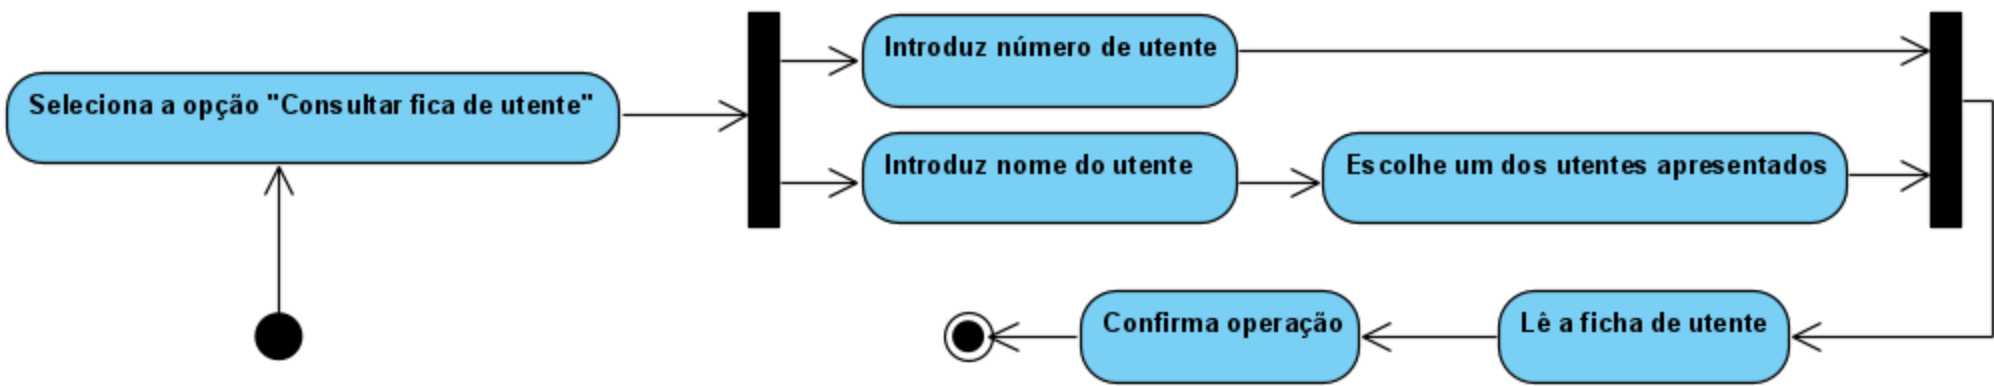 Introduz número de utente
Seleciona a opção "Consultar fica de utente"
Introduz nome do utente
Escolhe um dos utentes apresentados
Confirma operação
Lê a ficha de utente